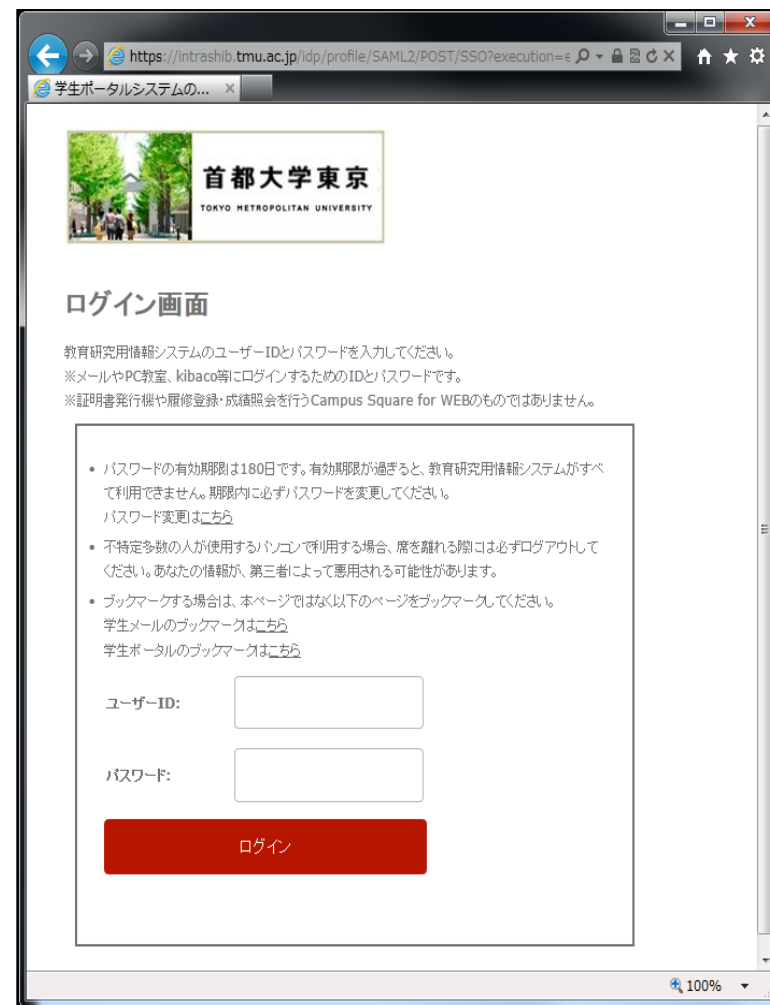 https://intrashib.tmu.ac.jp/idp/profile/SAML2/POST/SSO?execution=e
学生ポータルシステムの...
首都大学東京
TOKYO METROPOLITAN UNIVERSITY
ログイン画面
教育研究用情報システムのユーザーIDとパスワードを入力してください。
※メールやPC教室、kibaco等にログインするためのIDとパスワードです。
※証明書発行機や履修登録・成績照会を行うCampus Square for WEBのものではありません。
• パスワードの有効期限は180日です。有効期限が過ぎると、教育研究用情報システムがすべ
て利用できません。期限内に必ずパスワードを変更してください。
パスワード変更はこちら
• 不特定多数の人が使用するパソコンで利用する場合、席を離れる際には必ずログアウトして
ください。あなたの情報が、第三者によって悪用される可能性があります。
• ブックマークする場合は、本ページではなく以下のページをブックマークしてください。
学生メールのブックマークはこちら
学生ポータルのブックマークはこちら
ユーザーID:
パスワード:
ログイン
100%